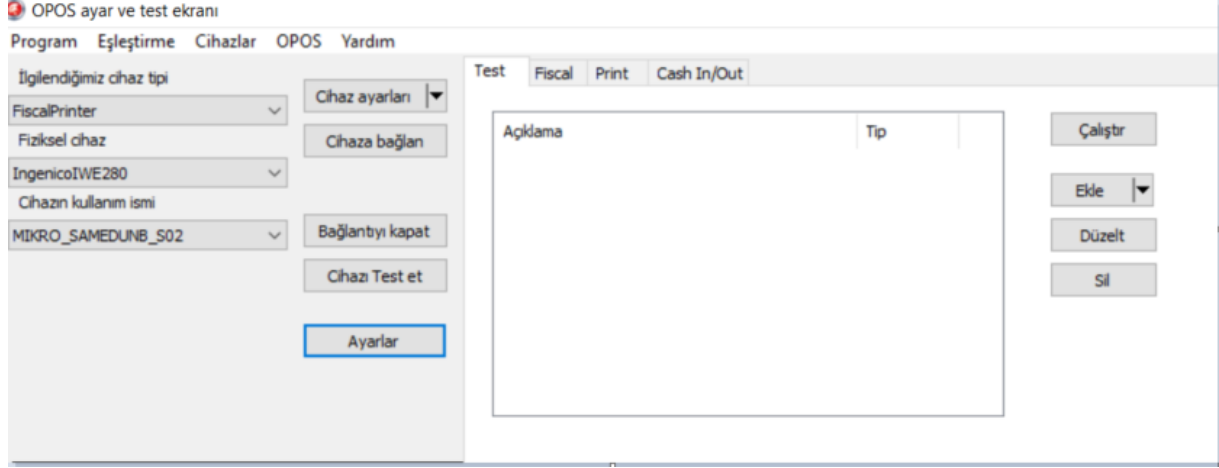 OPOS ayar ve test ekranı
Program Eşleştirme Cihazlar OPOS Yardım
İlgilendiğimiz cihaz tipi
FiscalPrinter
Fiziksel cihaz
IngenicoIWE280
Cihazın kullanım ismi
MIKRO_SAMEDUNB_S02
Cihaz ayarları
Cihaza bağlan
Bağlantıyı kapat
Cihazı Test et
Ayarlar
Test Fiscal Print Cash In/Out
Açıklama Tip
Çalıştır
Ekle
Düzelt
Sil